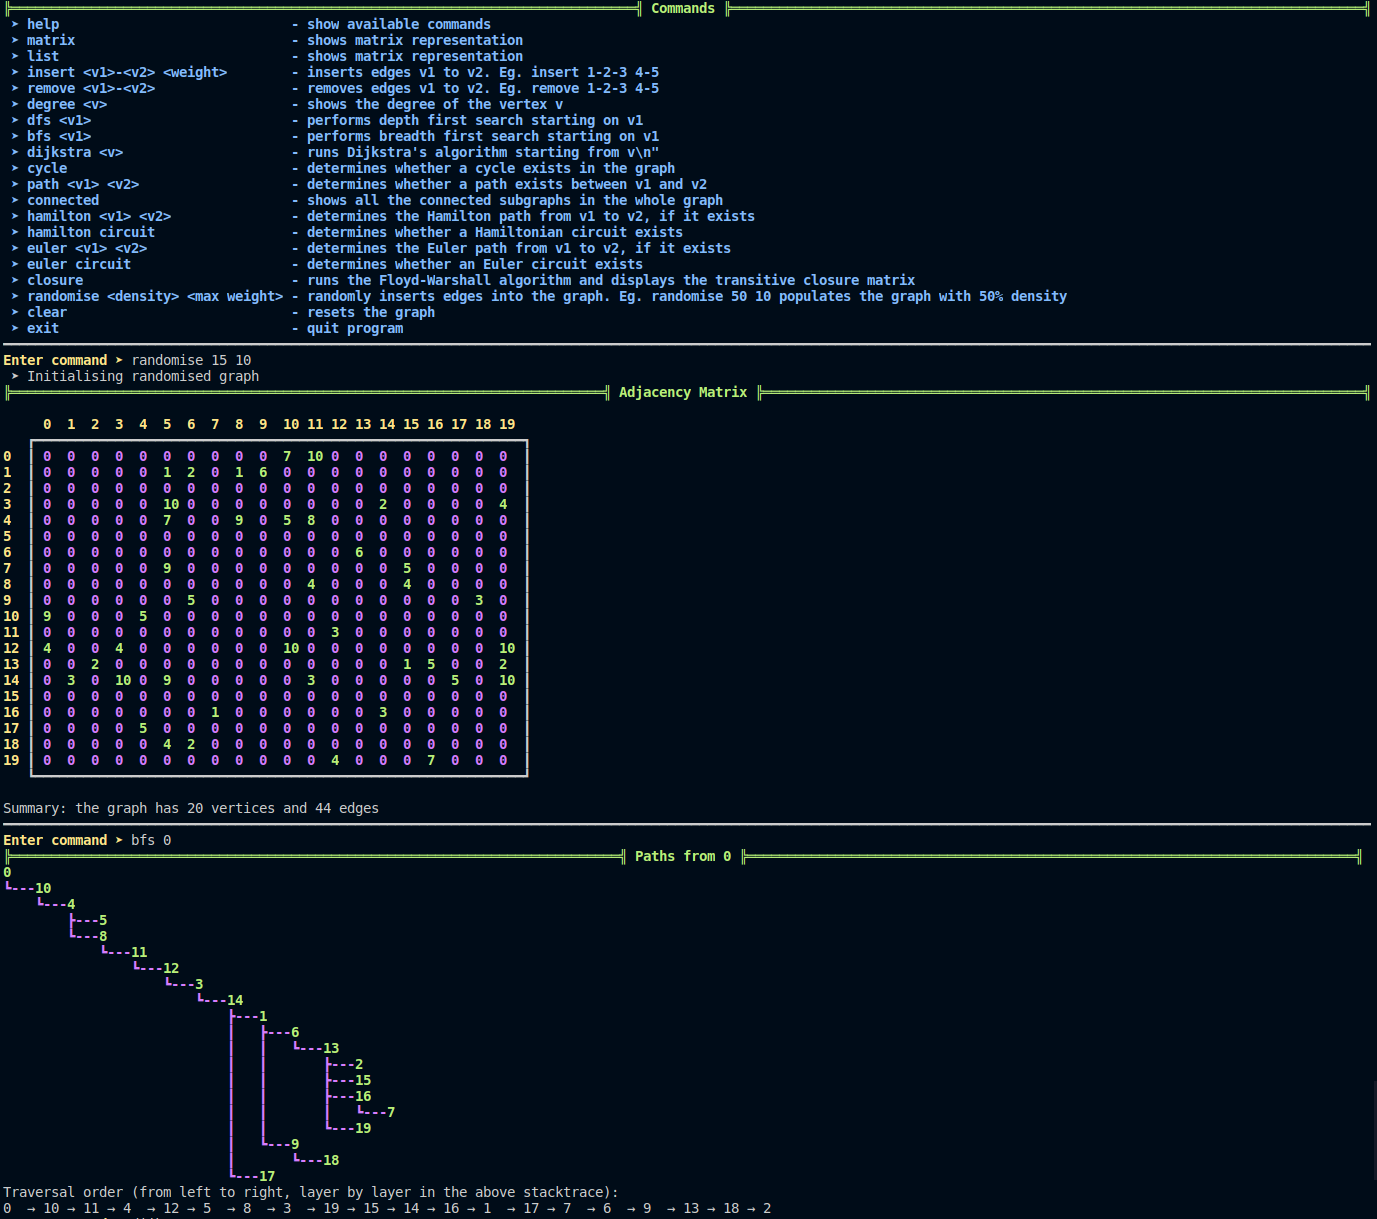 Commands
➤ help - show available commands
➤ matrix - shows matrix representation
➤ list - shows matrix representation
➤ insert <v1>-<v2> <weight> - inserts edges v1 to v2. Eg. insert 1-2-3 4-5
➤ remove <v1>-<v2> - removes edges v1 to v2. Eg. remove 1-2-3 4-5
➤ degree <v> - shows the degree of the vertex v
➤ dfs <v1> - performs depth first search starting on v1
➤ bfs <v1> - performs breadth first search starting on v1
➤ dijkstra <v> - runs Dijkstra's algorithm starting from v\n"
➤ cycle - determines whether a cycle exists in the graph
➤ path <v1> <v2> - determines whether a path exists between v1 and v2
➤ connected - shows all the connected subgraphs in the whole graph
➤ hamilton <v1> <v2> - determines the Hamilton path from v1 to v2, if it exists
➤ hamilton circuit - determines whether a Hamiltonian circuit exists
➤ euler <v1> <v2> - determines the Euler path from v1 to v2, if it exists
➤ euler circuit - determines whether an Euler circuit exists
➤ closure - runs the Floyd-Warshall algorithm and displays the transitive closure matrix
➤ randomise <density> <max weight> - randomly inserts edges into the graph. Eg. randomise 50 10 populates the graph with 50% density
➤ clear - resets the graph
➤ exit - quit program
Enter command ➤ randomise 15 10
➤ Initialising randomised graph
Adjacency Matrix
0 1 2 3 4 5 6 7 8 9 10 11 12 13 14 15 16 17 18 19
0 0 0 0 0 0 0 0 0 0 0 7 10 0 0 0 0 0 0 0 0
1 0 0 0 0 0 1 2 0 1 6 0 0 0 0 0 0 0 0 0 0
2 0 0 0 0 0 0 0 0 0 0 0 0 0 0 0 0 0 0 0 0
3 0 0 0 0 0 10 0 0 0 0 0 0 0 0 2 0 0 0 0 4
4 0 0 0 0 0 7 0 0 9 0 5 8 0 0 0 0 0 0 0 0
5 0 0 0 0 0 0 0 0 0 0 0 0 0 0 0 0 0 0 0 0
6 0 0 0 0 0 0 0 0 0 0 0 0 0 6 0 0 0 0 0 0
7 0 0 0 0 0 9 0 0 0 0 0 0 0 0 0 5 0 0 0 0
8 0 0 0 0 0 0 0 0 0 0 0 4 0 0 0 4 0 0 0 0
9 0 0 0 0 0 0 5 0 0 0 0 0 0 0 0 0 0 0 3 0
10 9 0 0 0 5 0 0 0 0 0 0 0 0 0 0 0 0 0 0 0
11 0 0 0 0 0 0 0 0 0 0 0 0 3 0 0 0 0 0 0 0
12 4 0 0 4 0 0 0 0 0 0 10 0 0 0 0 0 0 0 0 10
13 0 0 2 0 0 0 0 0 0 0 0 0 0 0 0 1 5 0 0 2
14 0 3 0 10 0 9 0 0 0 0 0 3 0 0 0 0 0 5 0 10
15 0 0 0 0 0 0 0 0 0 0 0 0 0 0 0 0 0 0 0 0
16 0 0 0 0 0 0 0 1 0 0 0 0 0 0 3 0 0 0 0 0
17 0 0 0 0 5 0 0 0 0 0 0 0 0 0 0 0 0 0 0 0
18 0 0 0 0 0 4 2 0 0 0 0 0 0 0 0 0 0 0 0 0
19 0 0 0 0 0 0 0 0 0 0 0 0 4 0 0 0 7 0 0 0
Summary: the graph has 20 vertices and 44 edges
Enter command ➤ bfs 0
Paths from 0
0
10
4
5
8
11
12
3
14
1
6
13
2
15
16
7
19
9
18
17
Traversal order (from left to right, layer by layer in the above stacktrace):
0 → 10 → 11 → 4 → 12 → 5 → 8 → 3 → 19 → 15 → 14 → 16 → 1 → 17 → 7 → 6 → 9 → 13 → 18 → 2